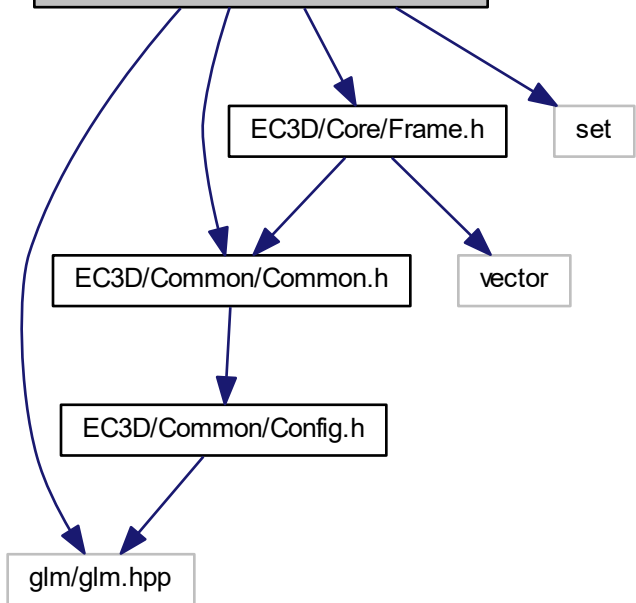 EC3D/Core/Frame.h
set
EC3D/Common/Common.h
vector
EC3D/Common/Config.h
glm/glm.hpp